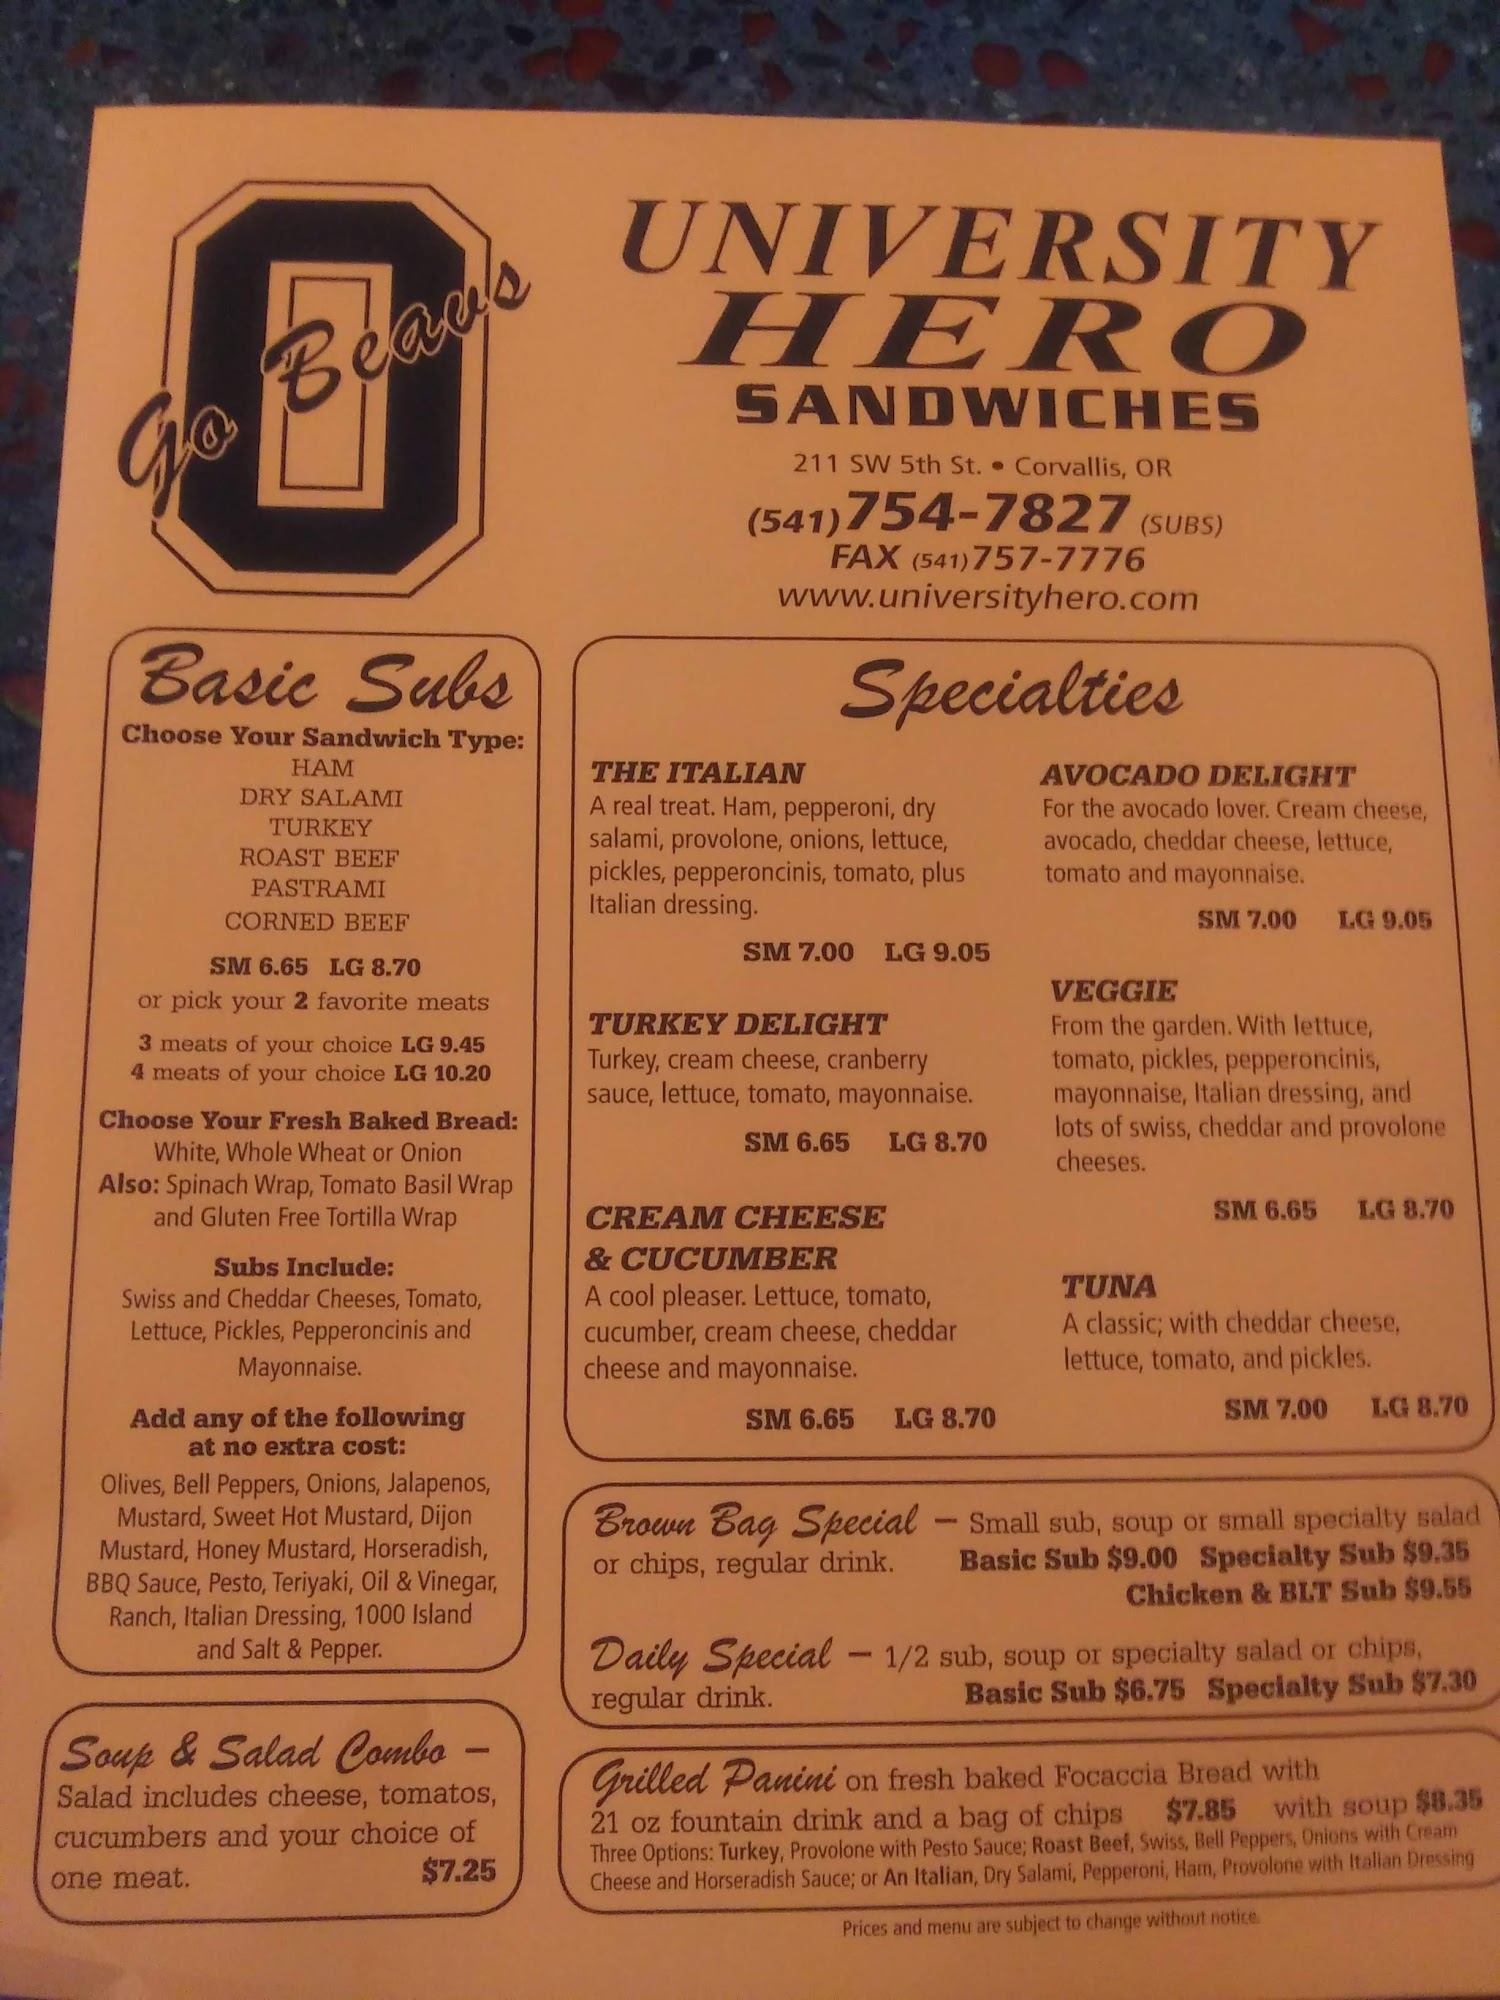 Go Beavs
UNIVERSITY
HERO
SANDWICHES
211 SW 5th St. • Corvallis, OR
(541) 754-7827 (SUBS)
FAX (541) 757-7776
www.universityhero.com
Basic Subs
Choose Your Sandwich Type:
HAM
DRY SALAMI
TURKEY
ROAST BEEF
PASTRAMI
CORNED BEEF
SM 6.65 LG 8.70
or pick your 2 favorite meats
3 meats of your choice LG 9.45
4 meats of your choice LG 10.20
Choose Your Fresh Baked Bread:
White, Whole Wheat or Onion
Also: Spinach Wrap, Tomato Basil Wrap
and Gluten Free Tortilla Wrap
Subs Include:
Swiss and Cheddar Cheeses, Tomato,
Lettuce, Pickles, Pepperoncinis and
Mayonnaise.
Add any of the following
at no extra cost:
Olives, Bell Peppers, Onions, Jalapenos,
Mustard, Sweet Hot Mustard, Dijon
Mustard, Honey Mustard, Horseradish,
BBQ Sauce, Pesto, Teriyaki, Oil & Vinegar,
Ranch, Italian Dressing, 1000 Island
and Salt & Pepper.
Soup & Salad Combo –
Salad includes cheese, tomatos,
cucumbers and your choice of
one meat. $7.25
Specialties
THE ITALIAN
A real treat. Ham, pepperoni, dry
salami, provolone, onions, lettuce,
pickles, pepperoncinis, tomato, plus
Italian dressing.
SM 7.00 LG 9.05
TURKEY DELIGHT
Turkey, cream cheese, cranberry
sauce, lettuce, tomato, mayonnaise.
SM 6.65 LG 8.70
CREAM CHEESE
& CUCUMBER
A cool pleaser. Lettuce, tomato,
cucumber, cream cheese, cheddar
cheese and mayonnaise.
SM 6.65 LG 8.70
AVOCADO DELIGHT
For the avocado lover. Cream cheese,
avocado, cheddar cheese, lettuce,
tomato and mayonnaise.
SM 7.00 LG 9.05
VEGGIE
From the garden. With lettuce,
tomato, pickles, pepperoncinis,
mayonnaise, Italian dressing, and
lots of swiss, cheddar and provolone
cheeses.
SM 6.65 LG 8.70
TUNA
A classic; with cheddar cheese,
lettuce, tomato, and pickles.
SM 7.00 LG 8.70
Brown Bag Special – Small sub, soup or small specialty salad
or chips, regular drink. Basic Sub $9.00 Specialty Sub $9.35
Chicken & BLT Sub $9.55
Daily Special – 1/2 sub, soup or specialty salad or chips,
regular drink. Basic Sub $6.75 Specialty Sub $7.30
Grilled Panini on fresh baked Focaccia Bread with
21 oz fountain drink and a bag of chips $7.85 with soup $8.35
Three Options: Turkey, Provolone with Pesto Sauce; Roast Beef, Swiss, Bell Peppers, Onions with Cream
Cheese and Horseradish Sauce; or An Italian, Dry Salami, Pepperoni, Ham, Provolone with Italian Dressing
Prices and menu are subject to change without notice.